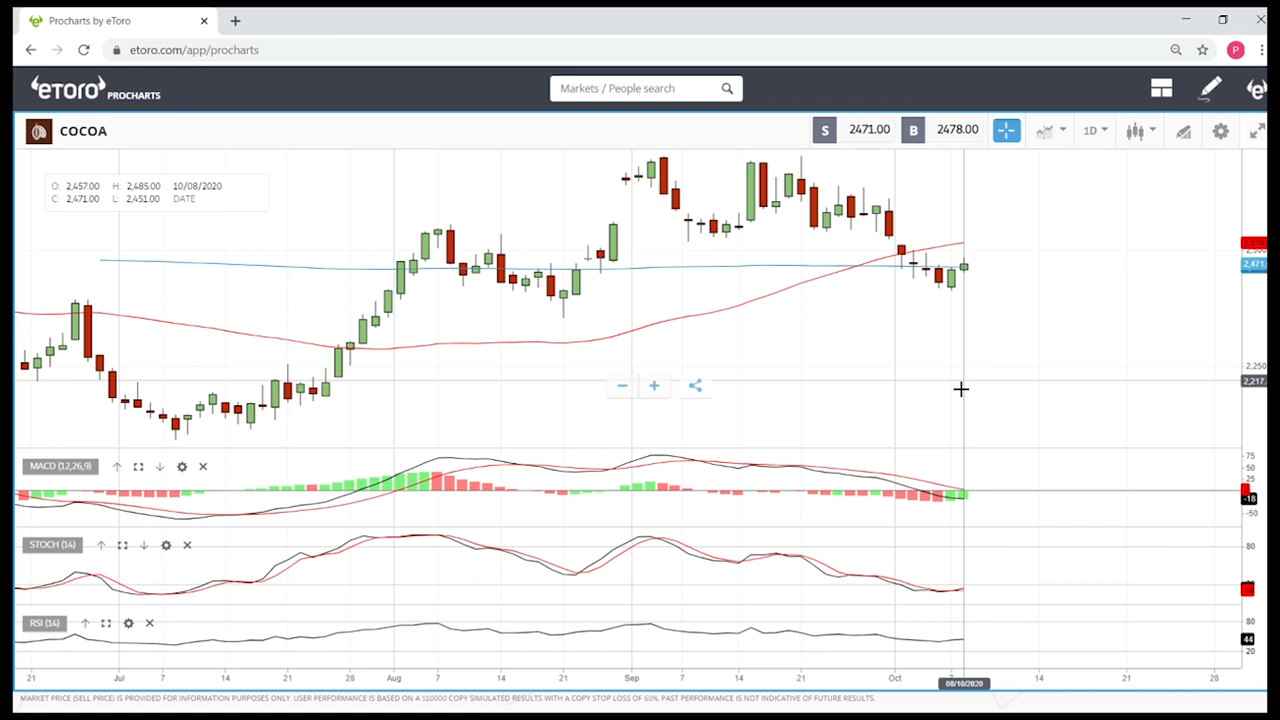 Procharts by eToro
etoro.com/app/procharts
P
eTORO PROCHARTS
Markets / People search
COCOA
S 2471.00 B 2478.00 1D
O: 2,457.00 H: 2,485.00 10/08/2020
C: 2,471.00 L: 2,451.00 DATE
2,471
2,250
2,217
MACD (12,26,9)
75
50
25
-18
-50
STOCH (14)
80
RSI (14)
80
44
20
21 Jul 7 14 21 28 Aug 7 14 21 Sep 7 14 21 Oct 7 14 21 28
08/10/2020
MARKET PRICE (SELL PRICE) IS PROVIDED FOR INFORMATION PURPOSES ONLY. USER PERFORMANCE IS BASED ON A $10000 COPY SIMULATED RESULTS WITH A COPY STOP LOSS OF 60%. PAST PERFORMANCE IS NOT INDICATIVE OF FUTURE RESULTS.